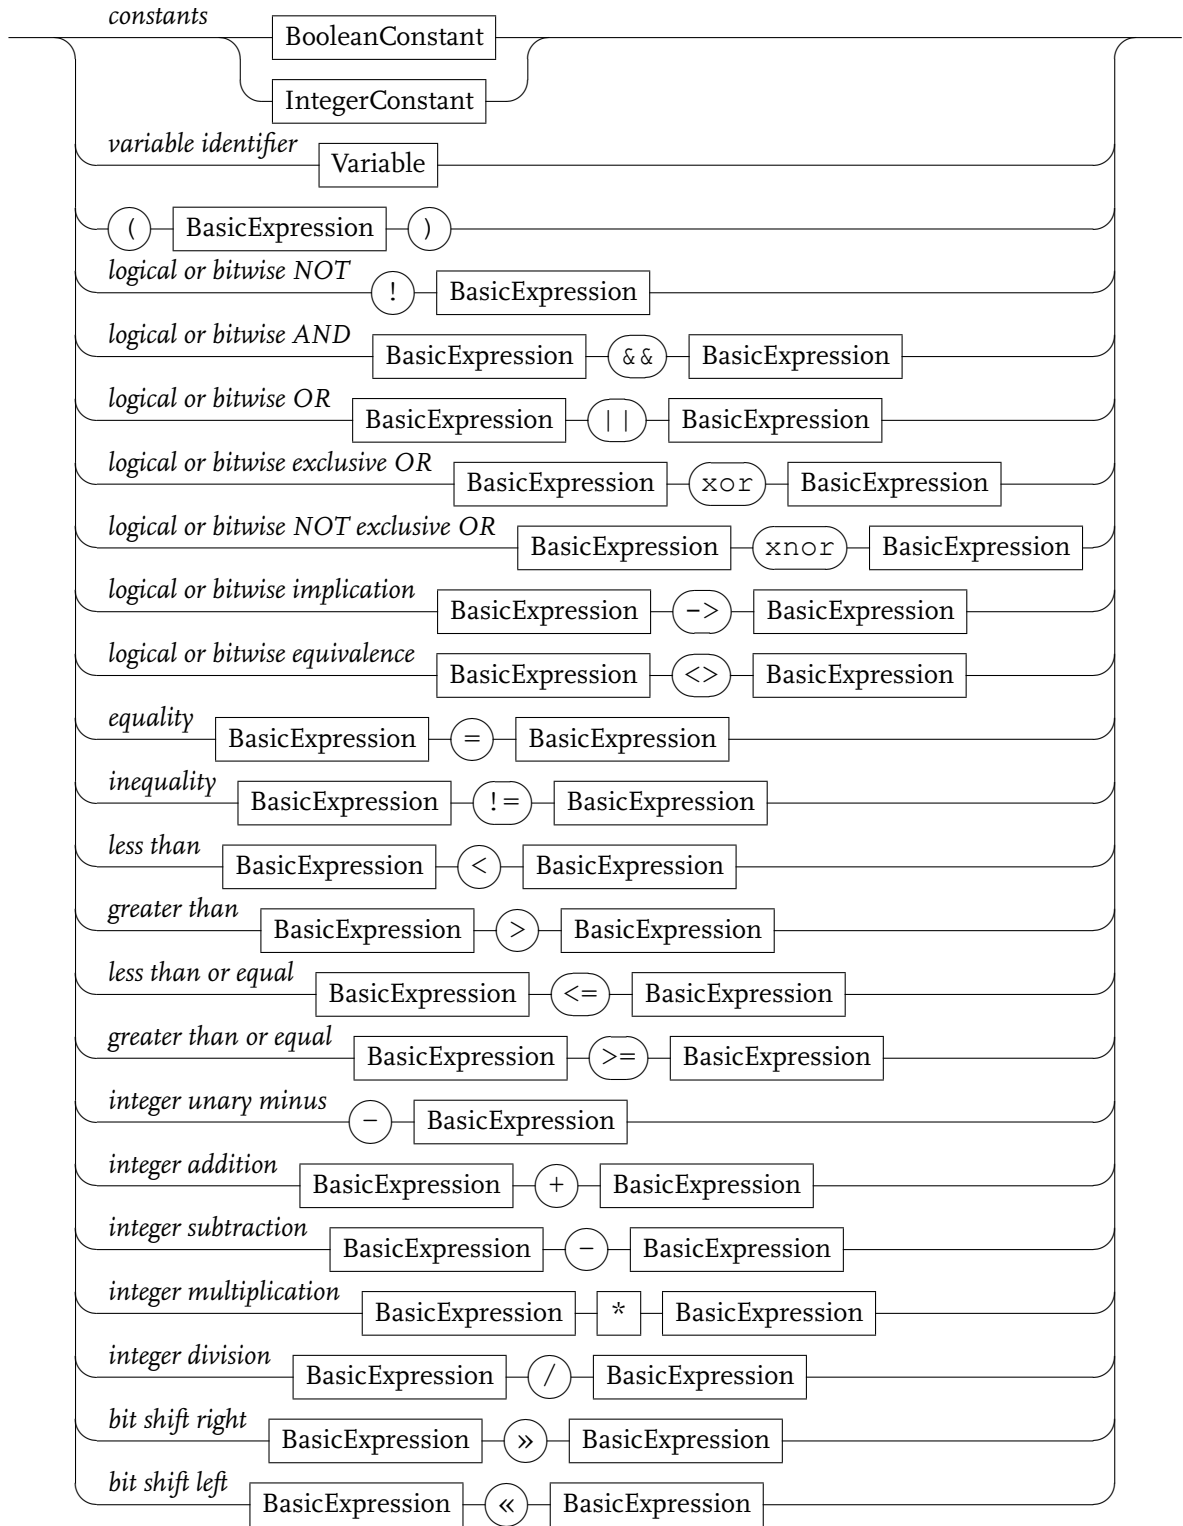 constants BooleanConstant
IntegerConstant
variable identifier Variable
( BasicExpression )
logical or bitwise NOT ! BasicExpression
logical or bitwise AND BasicExpression && BasicExpression
logical or bitwise OR BasicExpression || BasicExpression
logical or bitwise exclusive OR BasicExpression xor BasicExpression
logical or bitwise NOT exclusive OR BasicExpression xnor BasicExpression
logical or bitwise implication BasicExpression -> BasicExpression
logical or bitwise equivalence BasicExpression <> BasicExpression
equality BasicExpression = BasicExpression
inequality BasicExpression != BasicExpression
less than BasicExpression < BasicExpression
greater than BasicExpression > BasicExpression
less than or equal BasicExpression <= BasicExpression
greater than or equal BasicExpression >= BasicExpression
integer unary minus - BasicExpression
integer addition BasicExpression + BasicExpression
integer subtraction BasicExpression - BasicExpression
integer multiplication BasicExpression * BasicExpression
integer division BasicExpression / BasicExpression
bit shift right BasicExpression » BasicExpression
bit shift left BasicExpression « BasicExpression